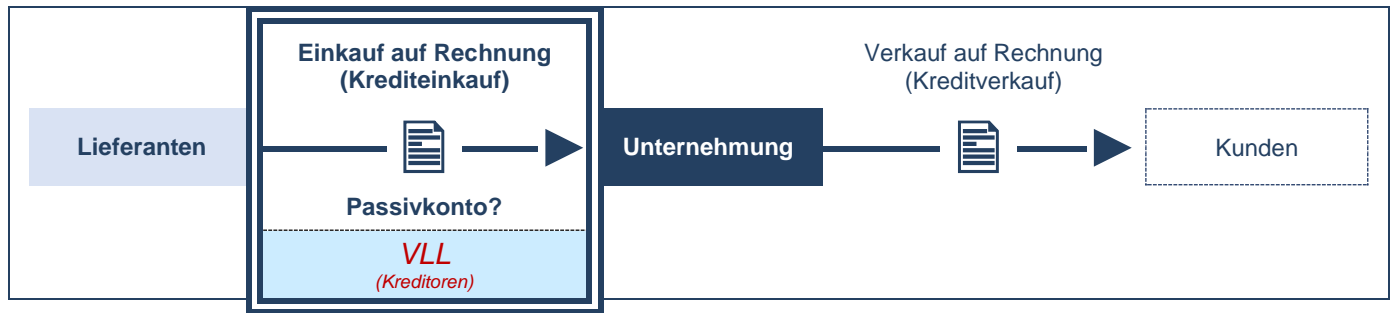 Einkauf auf Rechnung
(Krediteinkauf)
Verkauf auf Rechnung
(Kreditverkauf)
Lieferanten
Unternehmung
Kunden
Passivkonto?
VLL
(Kreditoren)